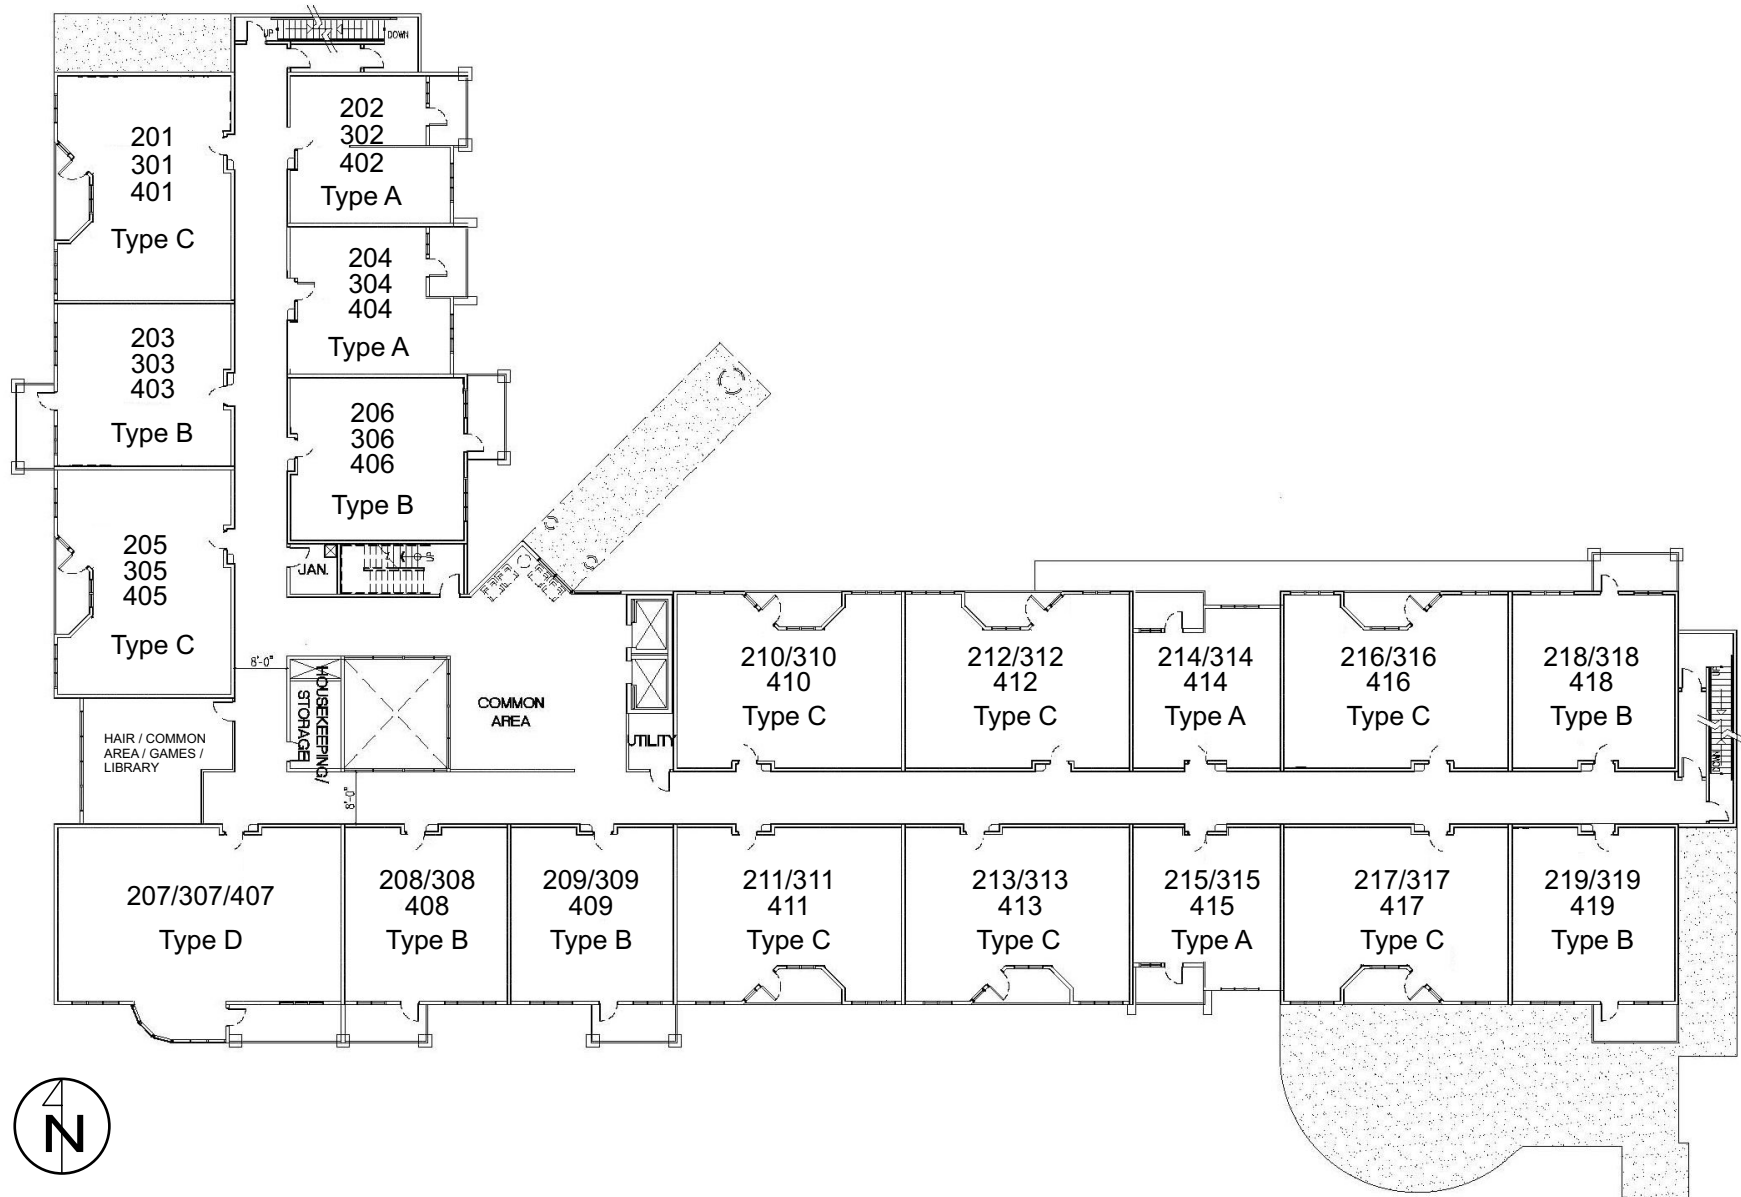 UP
DOWN
201
301
401
Type C
202
302
402
Type A
204
304
404
Type A
203
303
403
Type B
206
306
406
Type B
205
305
405
Type C
JAN.
UP
8'-0"
HOUSEKEEPING/
STORAGE
COMMON
AREA
UTILITY
HAIR / COMMON
AREA / GAMES /
LIBRARY
8'-0"
210/310
410
Type C
212/312
412
Type C
214/314
414
Type A
216/316
416
Type C
218/318
418
Type B
UP
DOWN
207/307/407
Type D
208/308
408
Type B
209/309
409
Type B
211/311
411
Type C
213/313
413
Type C
215/315
415
Type A
217/317
417
Type C
219/319
419
Type B
N